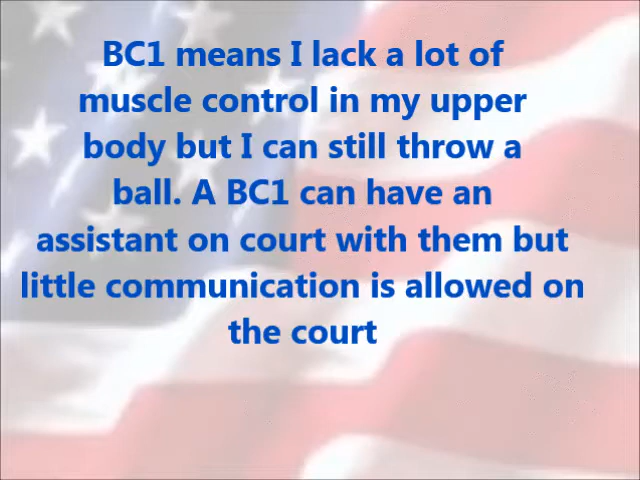 BC1 means I lack a lot of
muscle control in my upper
body but I can still throw a
ball. A BC1 can have an
assistant on court with them but
little communication is allowed on
the court